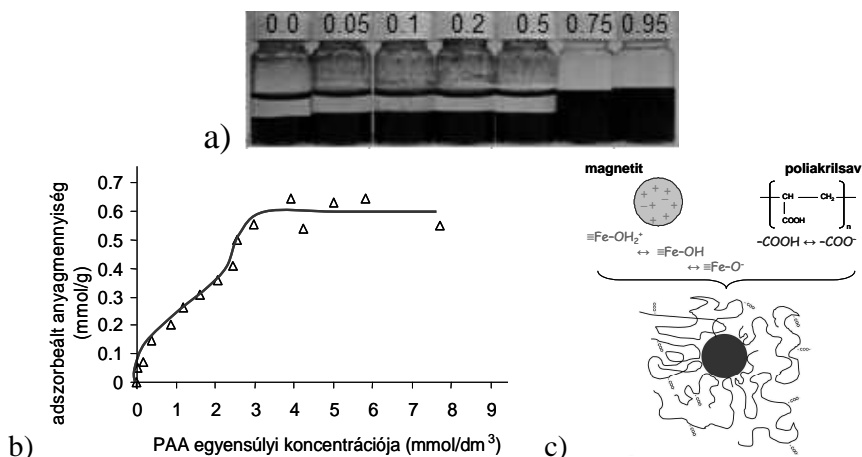 0.0 0.05 0.1 0.2 0.5 0.75 0.95
a)
adszorbeált anyagmennyiség
(mmol/g)
0.7
0.6
0.5
0.4
0.3
0.2
0.1
0
0 1 2 3 4 5 6 7 8 9
PAA egyensúlyi koncentrációja (mmol/dm³)
b)
magnetit
poliakrilsav
CH CH₂
COOH
n
≡Fe-OH₂⁺
↔ ≡Fe-OH
↔ ≡Fe-O⁻
-COOH ↔ -COO⁻
c)